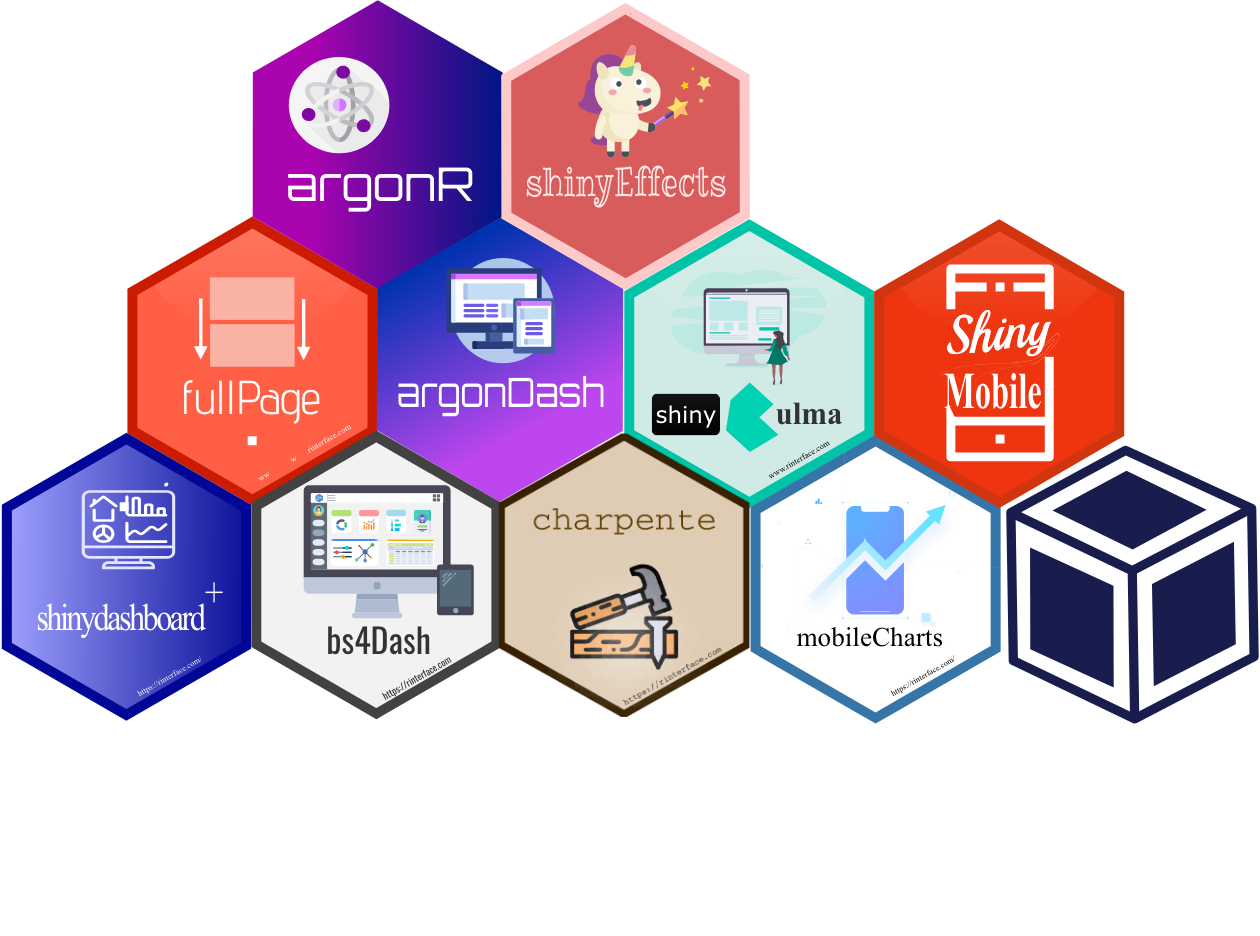 argonR
shinyEffects
fullPage
.rinterface.com
argonDash
shiny
ulma
www.rinterface.com
Shiny
Mobile
shinydashboard+
https://rinterface.com/
bs4Dash
https://rinterface.com
charpente
https://rinterface.com
mobileCharts
https://rinterface.com/